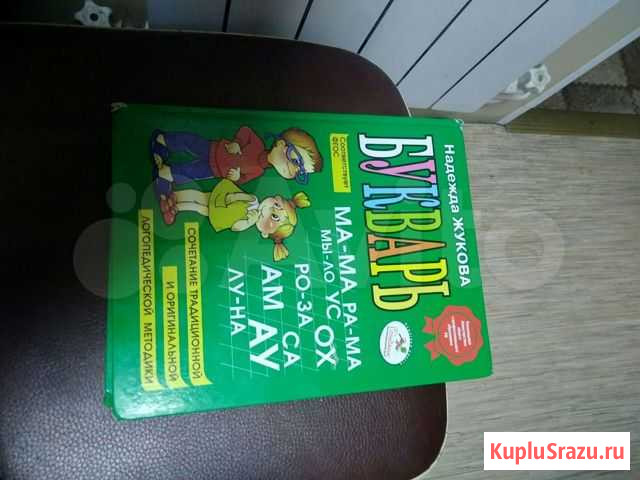 Надежда ЖУКОВА
БУКВАРЬ
Соответствует
ФГОС
МА-МА РА-МА
МЫ-ЛО УС ОХ
РО-ЗА СА
АМ АУ
ЛУ-НА
СОЧЕТАНИЕ ТРАДИЦИОННОЙ
И ОРИГИНАЛЬНОЙ
ЛОГОПЕДИЧЕСКОЙ МЕТОДИКИ
Avito
KupluSrazu.ru